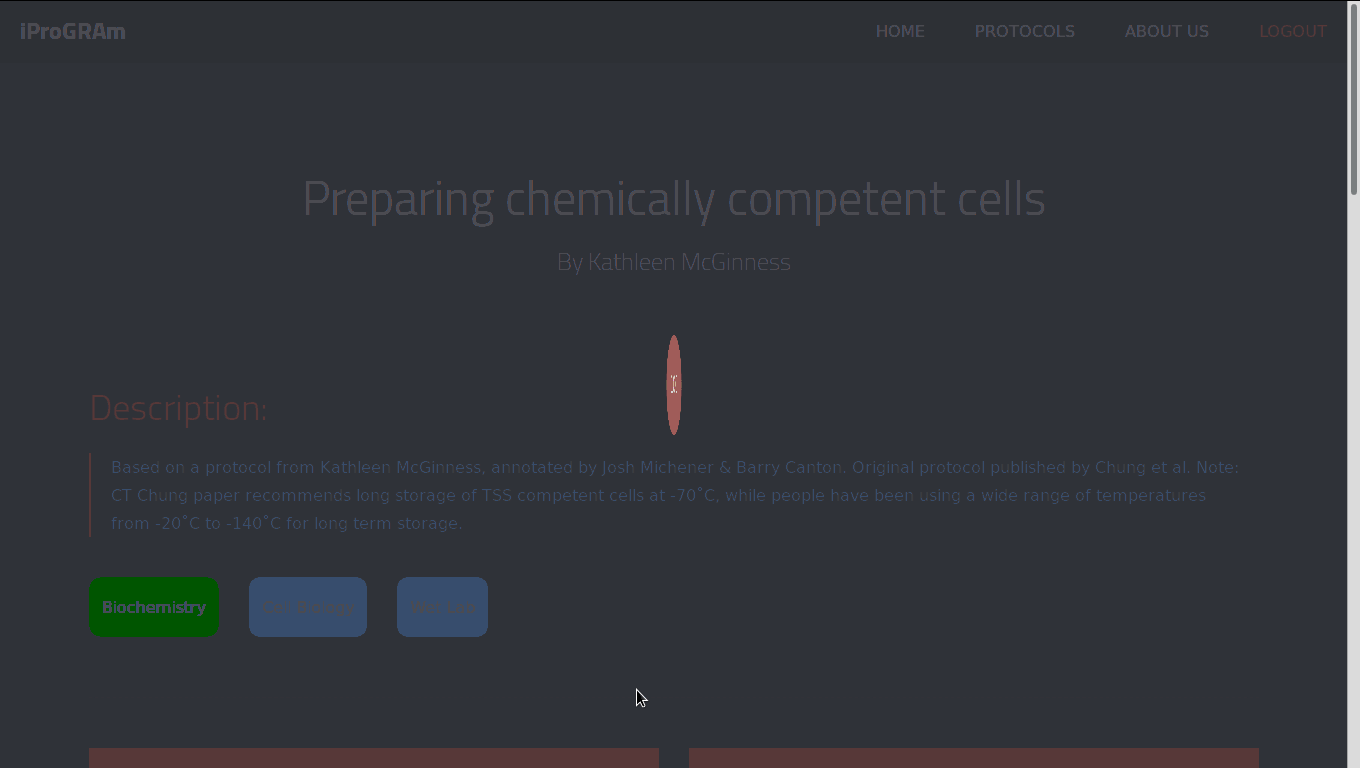 iProGRAm
HOME PROTOCOLS ABOUT US LOGOUT
Preparing chemically competent cells
By Kathleen McGinness
Description:
Based on a protocol from Kathleen McGinness, annotated by Josh Michener & Barry Canton. Original protocol published by Chung et al. Note:
CT Chung paper recommends long storage of TSS competent cells at -70˚C, while people have been using a wide range of temperatures
from -20˚C to -140˚C for long term storage.
Biochemistry